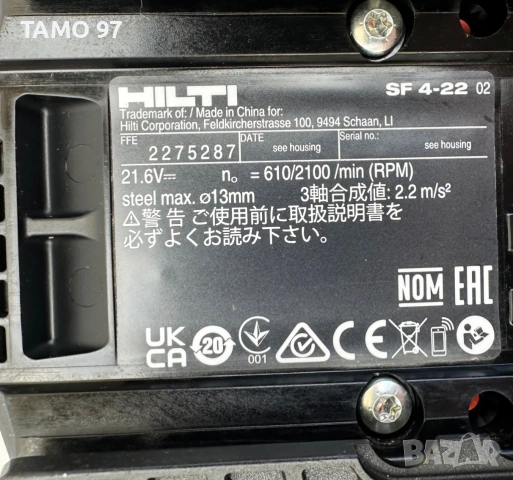 TAMO 97
HILTI SF 4-22 02
Trademark of: / Made in China for:
Hilti Corporation, Feldkircherstrasse 100, 9494 Schaan, LI
FFE 2275287 DATE see housing Serial no.: see housing
21.6V⎓ n₀ = 610/2100 /min (RPM)
steel max. ⌀13mm 3軸合成値: 2.2 m/s²
⚠警 告 ご使用前に取扱説明書を
必ずよくお読み下さい。
NOM EAC
UK CA 20 001 CE
BAZAR